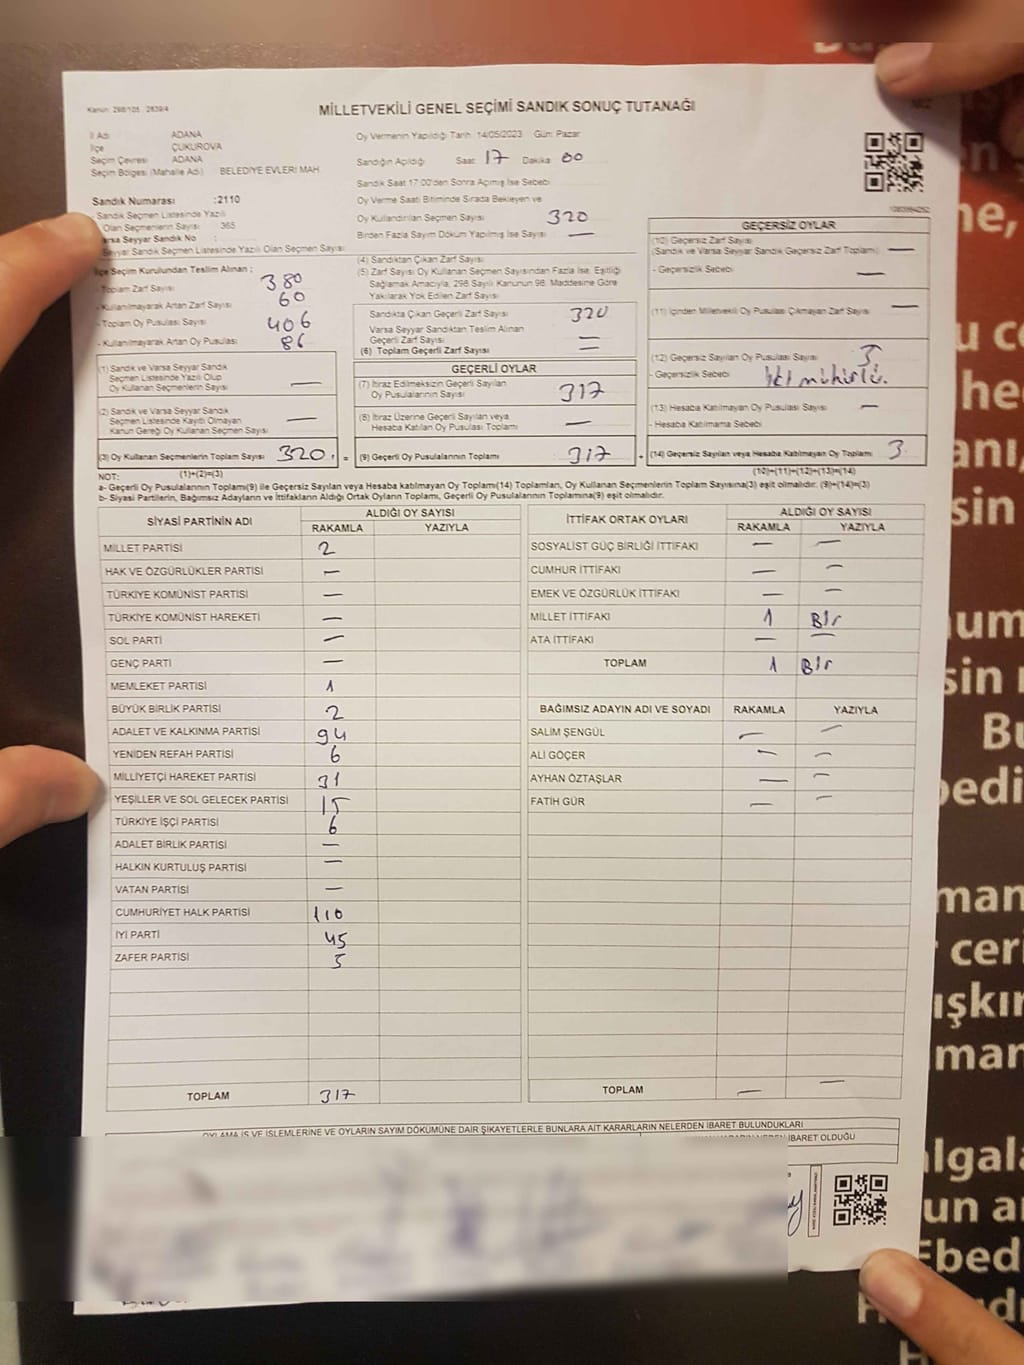 Kanun: 298/105 2839/4
MİLLETVEKİLİ GENEL SEÇİMİ SANDIK SONUÇ TUTANAĞI
İl Adı ADANA
İlçe ÇUKUROVA
Seçim Çevresi ADANA
Seçim Bölgesi (Mahalle Adı) BELEDİYE EVLERİ MAH
Oy Vermenin Yapıldığı Tarih 14/05/2023 Gün: Pazar
Sandığın Açıldığı Saat: 17 Dakika 00
Sandık Saat 17:00'den Sonra Açımış İse Sebebi
Sandık Numarası :2110
- Sandık Seçmen Listesinde Yazılı
Olan Seçmenlerin Sayısı 365
Varsa Seyyar Sandık No :
Seyyar Sandık Seçmen Listesinde Yazılı Olan Seçmen Sayısı:
Oy Verme Saati Bitiminde Sırada Bekleyen ve
Oy Kullandırılan Seçmen Sayısı 320
Birden Fazla Sayım Döküm Yapılmış İse Sayısı —
İlçe Seçim Kurulundan Teslim Alınan ;
- Toplam Zarf Sayısı 380
- Kullanılmayarak Artan Zarf Sayısı 60
- Toplam Oy Pusulası Sayısı 406
- Kullanılmayarak Artan Oy Pusulası 86
(4) Sandıktan Çıkan Zarf Sayısı
(5) Zarf Sayısı Oy Kullanan Seçmen Sayısından Fazla İse, Eşitliği
Sağlamak Amacıyla, 298 Sayılı Kanunun 98. Maddesine Göre
Yakılarak Yok Edilen Zarf Sayısı
Sandıkta Çıkan Geçerli Zarf Sayısı 320
Varsa Seyyar Sandıktan Teslim Alınan
Geçerli Zarf Sayısı —
(6) Toplam Geçerli Zarf Sayısı —
GEÇERSİZ OYLAR
(10) Geçersiz Zarf Sayısı
(Sandık ve Varsa Seyyar Sandık Geçersiz Zarf Toplamı) —
- Geçersizlik Sebebi —
(11) İçinden Milletvekili Oy Pusulası Çıkmayan Zarf Sayısı —
(12) Geçersiz Sayılan Oy Pusulası Sayısı 3
- Geçersizlik Sebebi İki mühürlü.
(13) Hesaba Katılmayan Oy Pusulası Sayısı —
- Hesaba Katılmama Sebebi
(14) Geçersiz Sayılan veya Hesaba Katılmayan Oy Toplamı 3
(10)+(11)+(12)+(13)=(14)
(1) Sandık ve Varsa Seyyar Sandık
Seçmen Listesinde Yazılı Olup
Oy Kullanan Seçmenlerin Sayısı —
(2) Sandık ve Varsa Seyyar Sandık
Seçmen Listesinde Kayıtlı Olmayan
Kanun Gereği Oy Kullanan Seçmen Sayısı —
(3) Oy Kullanan Seçmenlerin Toplam Sayısı 320 =
(1)+(2)=(3)
GEÇERLİ OYLAR
(7) İtiraz Edilmeksizin Geçerli Sayılan
Oy Pusulalarının Sayısı 317
(8) İtiraz Üzerine Geçerli Sayılan veya
Hesaba Katılan Oy Pusulası Toplamı —
(9) Geçerli Oy Pusulalarının Toplamı 317 +
NOT:
a- Geçerli Oy Pusulalarının Toplamı(9) ile Geçersiz Sayılan veya Hesaba katılmayan Oy Toplamı(14) Toplamları, Oy Kullanan Seçmenlerin Toplam Sayısına(3) eşit olmalıdır. (9)+(14)=(3)
b- Siyasi Partilerin, Bağımsız Adayların ve İttifakların Aldığı Ortak Oyların Toplamı, Geçerli Oy Pusulalarının Toplamına(9) eşit olmalıdır.
SİYASİ PARTİNİN ADI ALDIĞI OY SAYISI
RAKAMLA YAZIYLA
MİLLET PARTİSİ 2
HAK VE ÖZGÜRLÜKLER PARTİSİ —
TÜRKİYE KOMÜNİST PARTİSİ —
TÜRKİYE KOMÜNİST HAREKETİ —
SOL PARTİ —
GENÇ PARTİ —
MEMLEKET PARTİSİ 1
BÜYÜK BİRLİK PARTİSİ 2
ADALET VE KALKINMA PARTİSİ 94
YENİDEN REFAH PARTİSİ 6
MİLLİYETÇİ HAREKET PARTİSİ 31
YEŞİLLER VE SOL GELECEK PARTİSİ 15
TÜRKİYE İŞÇİ PARTİSİ 6
ADALET BİRLİK PARTİSİ —
HALKIN KURTULUŞ PARTİSİ —
VATAN PARTİSİ —
CUMHURİYET HALK PARTİSİ 110
İYİ PARTİ 45
ZAFER PARTİSİ 5
TOPLAM 317
İTTİFAK ORTAK OYLARI ALDIĞI OY SAYISI
RAKAMLA YAZIYLA
SOSYALİST GÜÇ BİRLİĞİ İTTİFAKI — —
CUMHUR İTTİFAKI — —
EMEK VE ÖZGÜRLÜK İTTİFAKI — —
MİLLET İTTİFAKI 1 Bir
ATA İTTİFAKI — —
TOPLAM 1 Bir
BAĞIMSIZ ADAYIN ADI VE SOYADI RAKAMLA YAZIYLA
SALİM ŞENGÜL — —
ALİ GÖÇER — —
AYHAN ÖZTAŞLAR — —
FATİH GÜR — —
TOPLAM — —
OYLAMA İŞ VE İŞLEMLERİNE VE OYLARIN SAYIM DÖKÜMÜNE DAİR ŞİKAYETLERLE BUNLARA AİT KARARLARIN NELERDEN İBARET BULUNDUKLARI
İBARET OLDUĞU